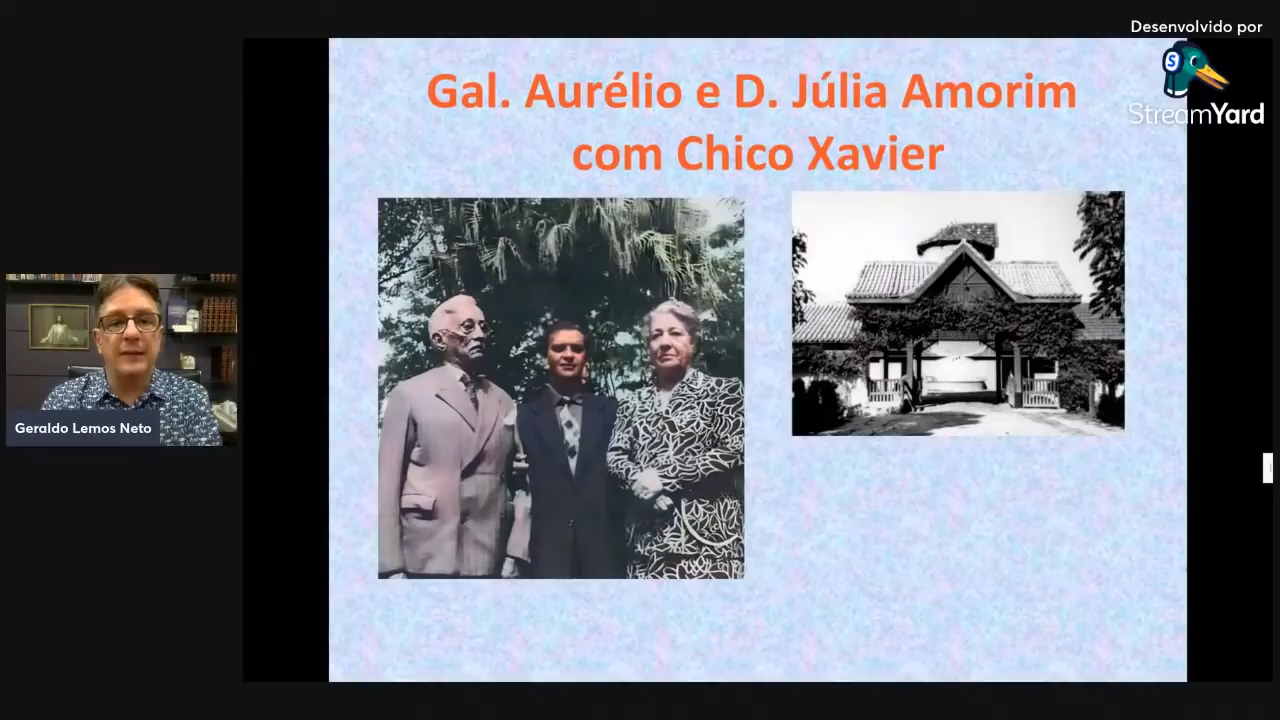 Desenvolvido por
StreamYard
Gal. Aurélio e D. Júlia Amorim
com Chico Xavier
Geraldo Lemos Neto